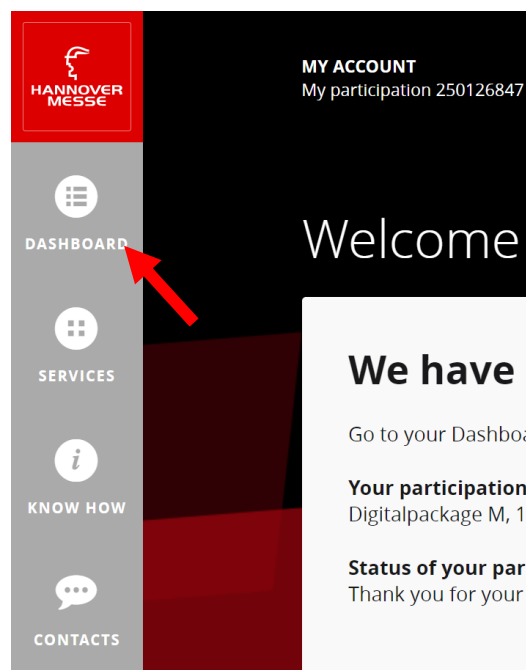 HANNOVER
MESSE
MY ACCOUNT
My participation 250126847
DASHBOARD
Welcome
SERVICES
We have
Go to your Dashboa
KNOW HOW
Your participation
Digitalpackage M, 1
Status of your par
Thank you for your
CONTACTS